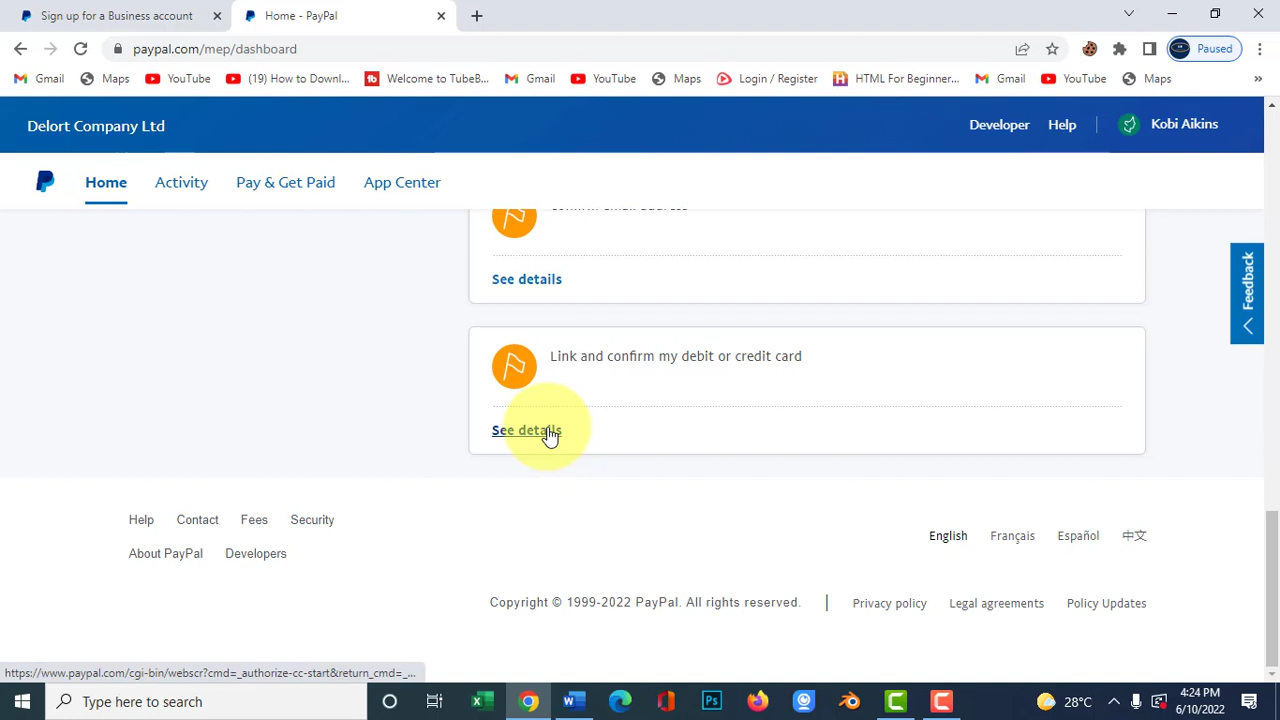 Sign up for a Business account
Home - PayPal
paypal.com/mep/dashboard
Paused
Gmail
Maps
YouTube
(19) How to Downl...
Welcome to TubeB...
Gmail
YouTube
Maps
Login / Register
HTML For Beginner...
Gmail
YouTube
Maps
»
Delort Company Ltd
Developer
Help
Kobi Aikins
Home
Activity
Pay & Get Paid
App Center
See details
Link and confirm my debit or credit card
See details
Feedback
Help
Contact
Fees
Security
About PayPal
Developers
English
Français
Español
中文
Copyright © 1999-2022 PayPal. All rights reserved.
Privacy policy
Legal agreements
Policy Updates
https://www.paypal.com/cgi-bin/webscr?cmd=_authorize-cc-start&return_cmd=_...
Type here to search
28°C
4:24 PM
6/10/2022